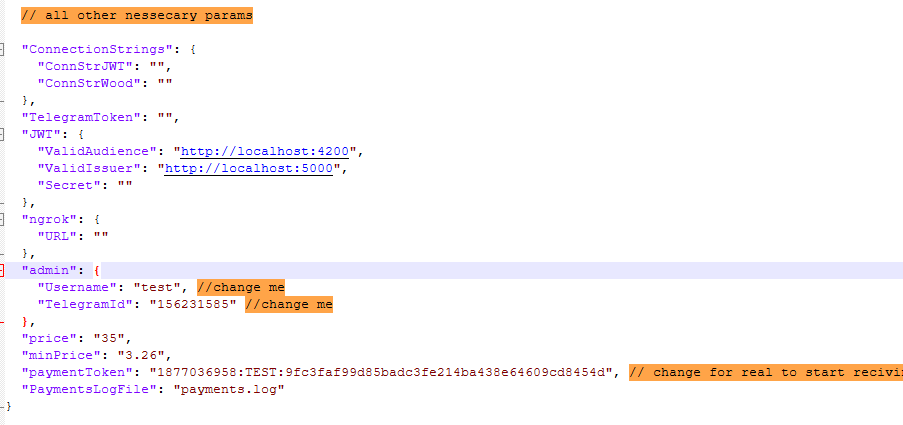 // all other nessecary params
"ConnectionStrings": {
"ConnStrJWT": "",
"ConnStrWood": ""
},
"TelegramToken": "",
"JWT": {
"ValidAudience": "http://localhost:4200",
"ValidIssuer": "http://localhost:5000",
"Secret": ""
},
"ngrok": {
"URL": ""
},
"admin": {
"Username": "test", //change me
"TelegramId": "156231585" //change me
},
"price": "35",
"minPrice": "3.26",
"paymentToken": "1877036958:TEST:9fc3faf99d85badc3fe214ba438e64609cd8454d", // change for real to start recivin
"PaymentsLogFile": "payments.log"
}